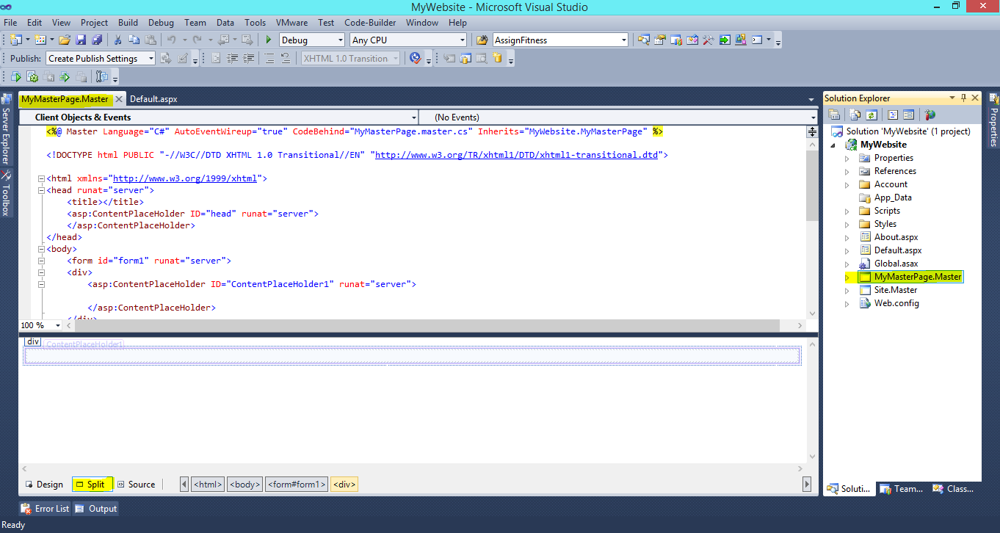 MyWebsite - Microsoft Visual Studio
File Edit View Project Build Debug Team Data Tools VMware Test Code-Builder Window Help
Debug Any CPU AssignFitness
Publish: Create Publish Settings XHTML 1.0 Transition
MyMasterPage.Master Default.aspx
Client Objects & Events (No Events)
<%@ Master Language="C#" AutoEventWireup="true" CodeBehind="MyMasterPage.master.cs" Inherits="MyWebsite.MyMasterPage" %>
<!DOCTYPE html PUBLIC "-//W3C//DTD XHTML 1.0 Transitional//EN" "http://www.w3.org/TR/xhtml1/DTD/xhtml1-transitional.dtd">
<html xmlns="http://www.w3.org/1999/xhtml">
<head runat="server">
<title></title>
<asp:ContentPlaceHolder ID="head" runat="server">
</asp:ContentPlaceHolder>
</head>
<body>
<form id="form1" runat="server">
<div>
<asp:ContentPlaceHolder ID="ContentPlaceHolder1" runat="server">
</asp:ContentPlaceHolder>
</div>
100 %
div ContentPlaceHolder1
Design Split Source <html> <body> <form#form1> <div>
Error List Output
Ready
Server Explorer
Toolbox
Solution Explorer
Solution 'MyWebsite' (1 project)
MyWebsite
Properties
References
Account
App_Data
Scripts
Styles
About.aspx
Default.aspx
Global.asax
MyMasterPage.Master
Site.Master
Web.config
Soluti... Team... Class...
Properties